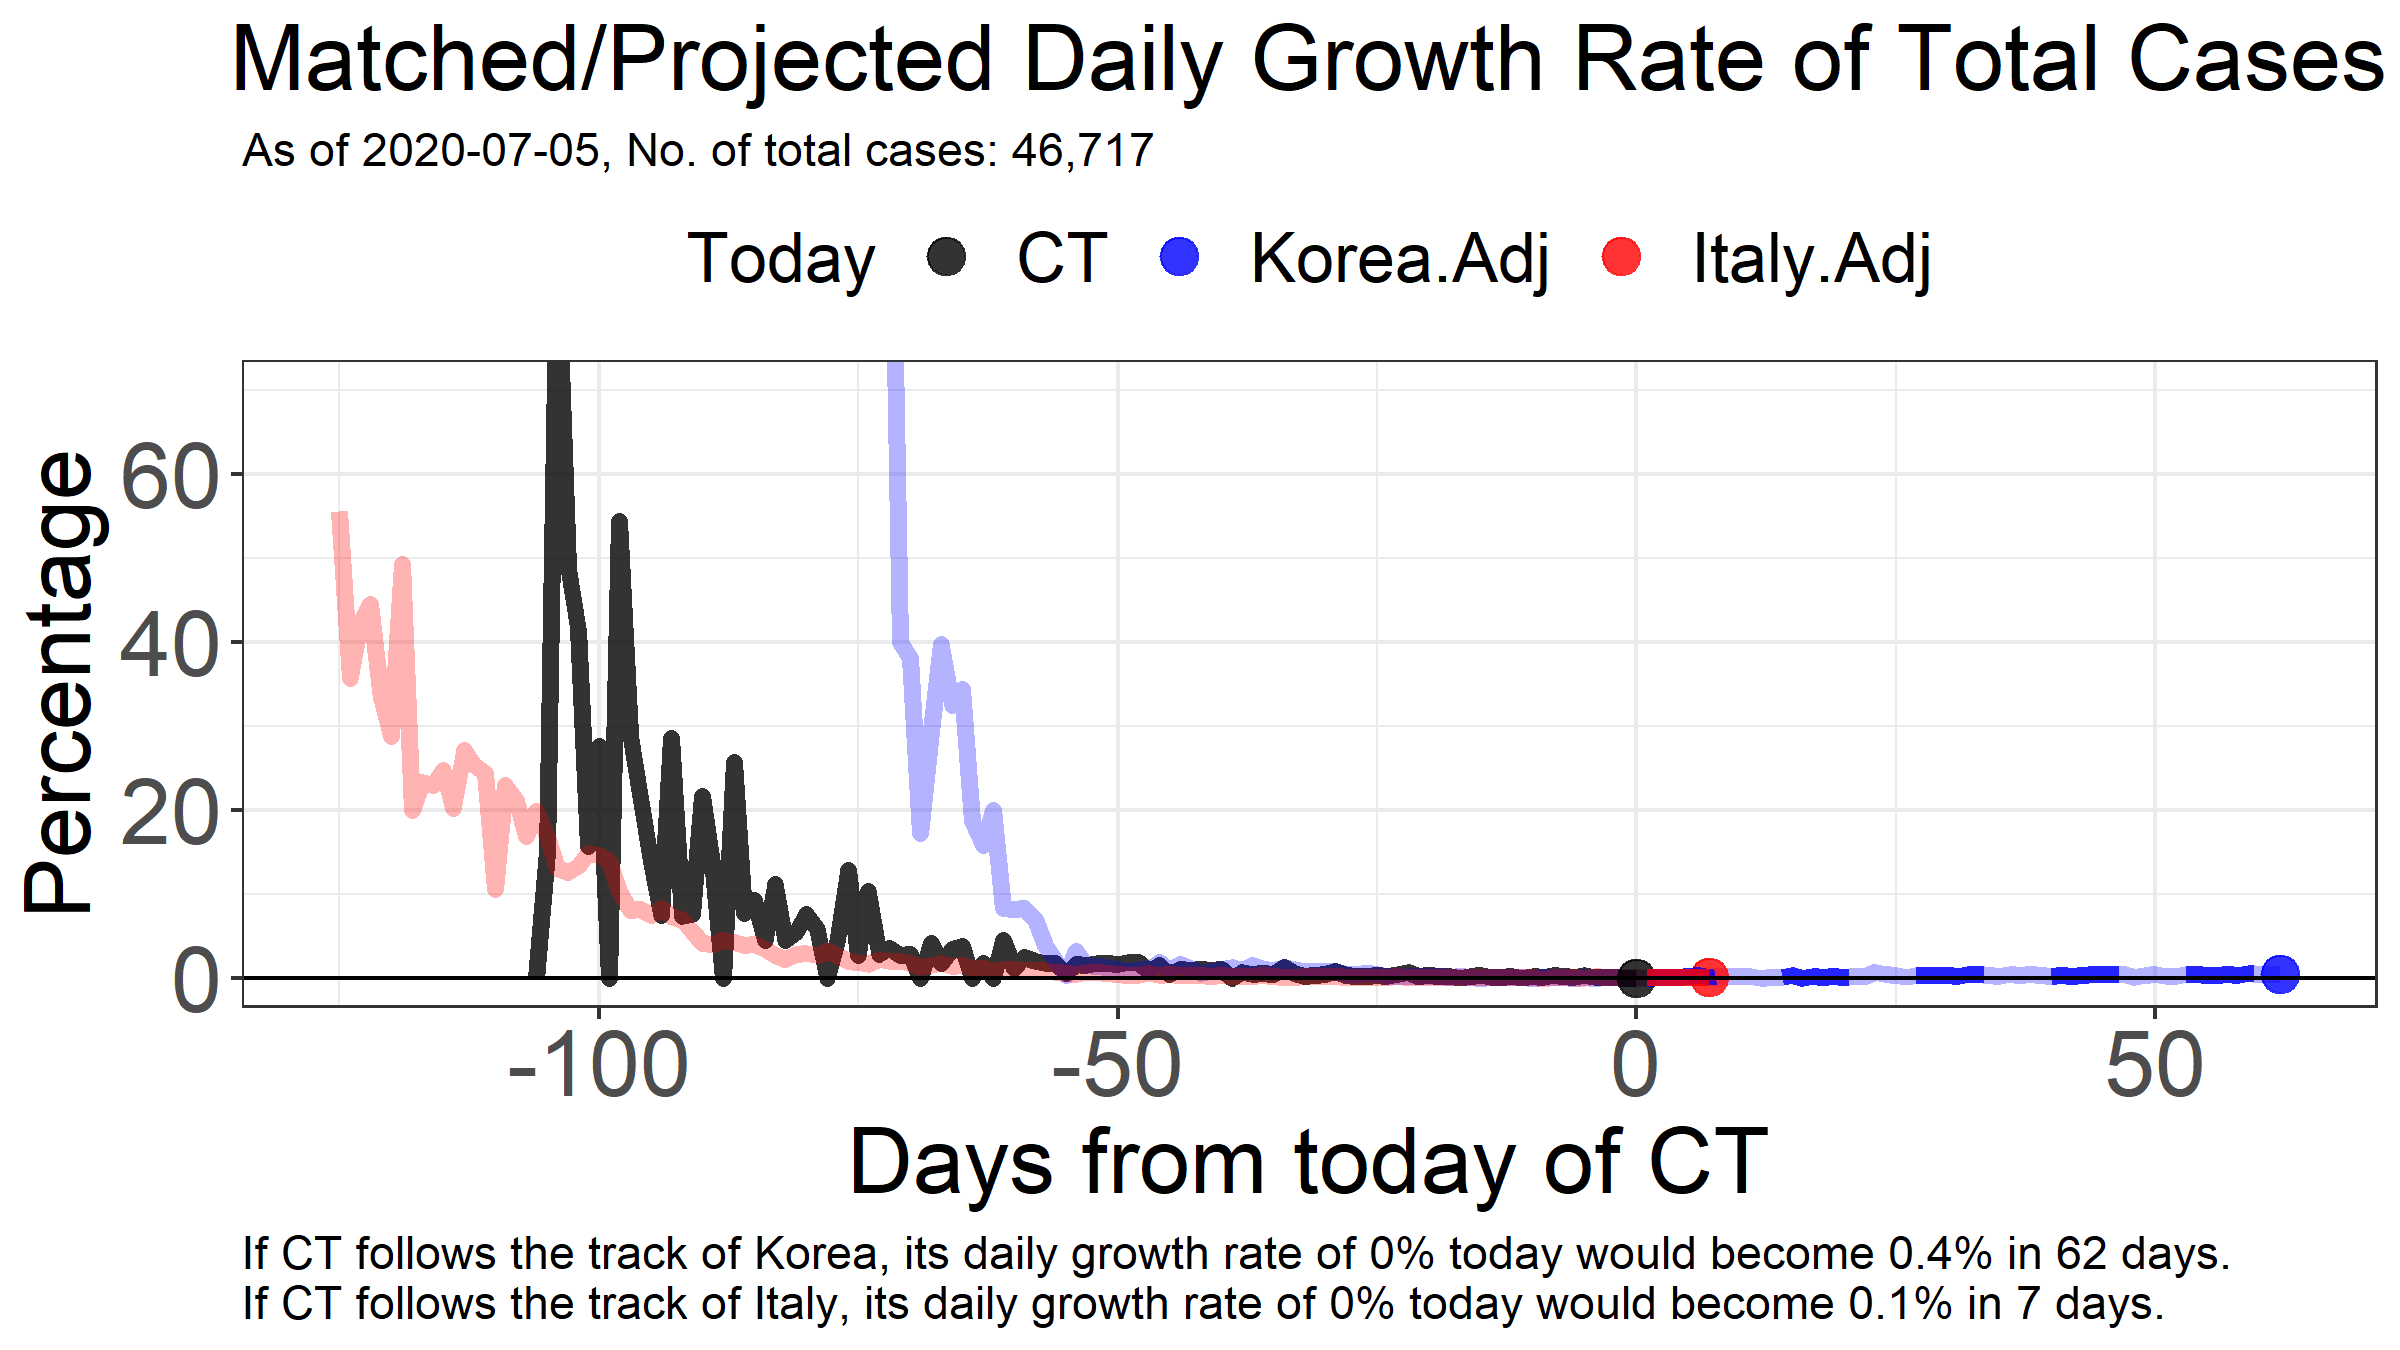 Matched/Projected Daily Growth Rate of Total Cases
As of 2020-07-05, No. of total cases: 46,717
Today CT Korea.Adj Italy.Adj
Percentage
60
40
20
0
-100 -50 0 50
Days from today of CT
If CT follows the track of Korea, its daily growth rate of 0% today would become 0.4% in 62 days.
If CT follows the track of Italy, its daily growth rate of 0% today would become 0.1% in 7 days.